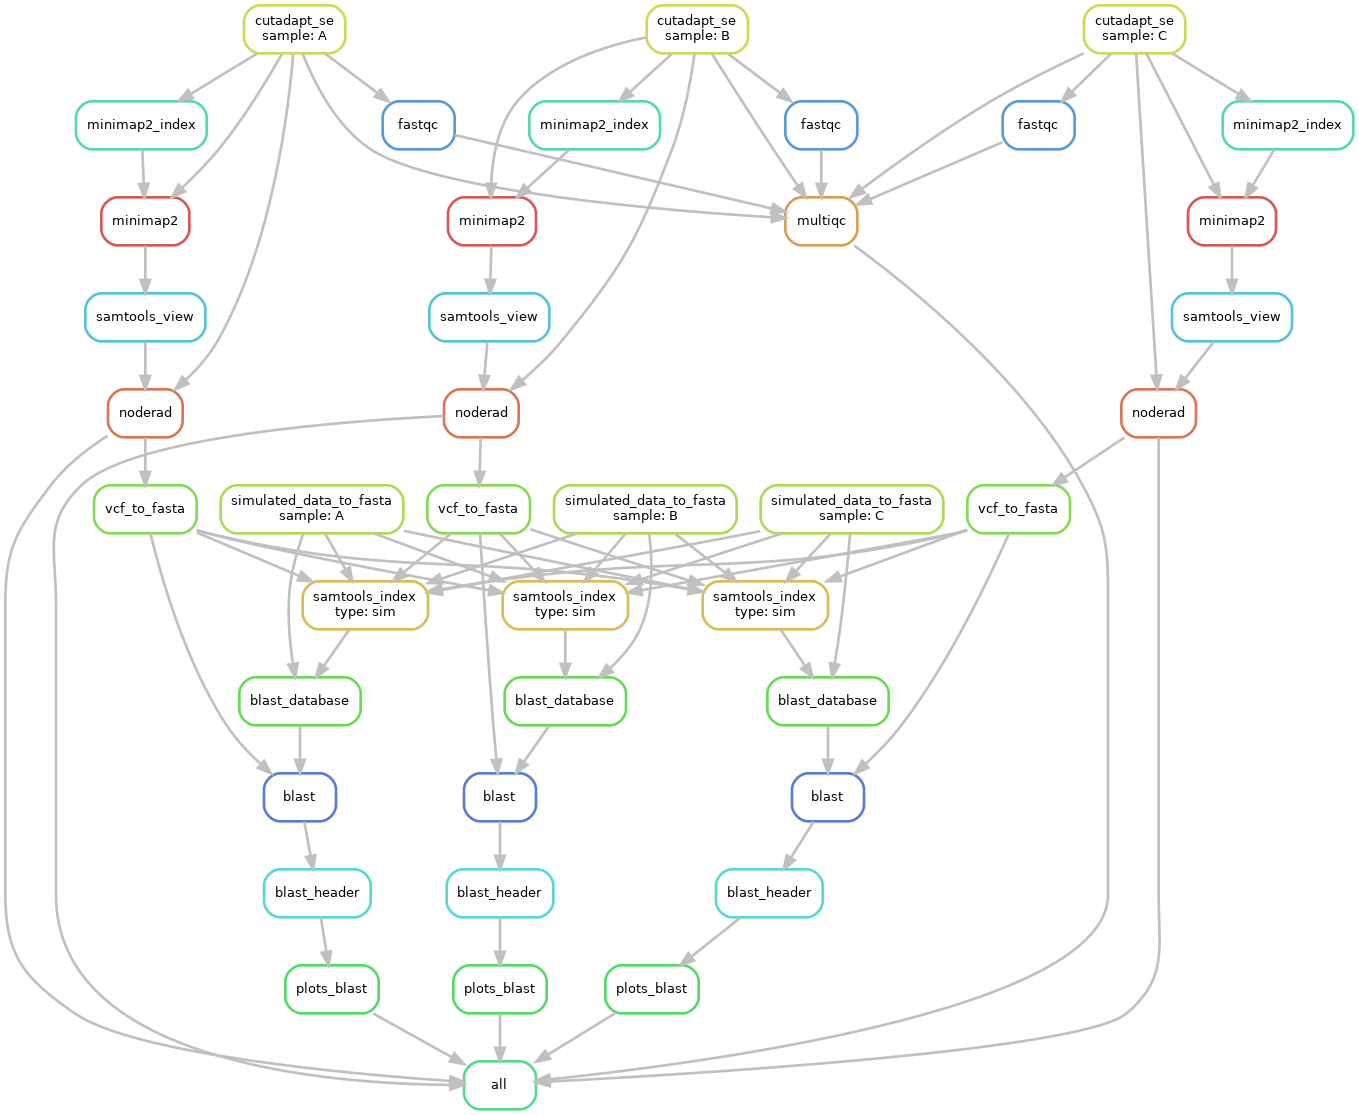 cutadapt_se
sample: A
cutadapt_se
sample: B
cutadapt_se
sample: C
minimap2_index
fastqc
minimap2_index
fastqc
fastqc
minimap2_index
minimap2
minimap2
multiqc
minimap2
samtools_view
samtools_view
samtools_view
noderad
noderad
noderad
vcf_to_fasta
simulated_data_to_fasta
sample: A
vcf_to_fasta
simulated_data_to_fasta
sample: B
simulated_data_to_fasta
sample: C
vcf_to_fasta
samtools_index
type: sim
samtools_index
type: sim
samtools_index
type: sim
blast_database
blast_database
blast_database
blast
blast
blast
blast_header
blast_header
blast_header
plots_blast
plots_blast
plots_blast
all